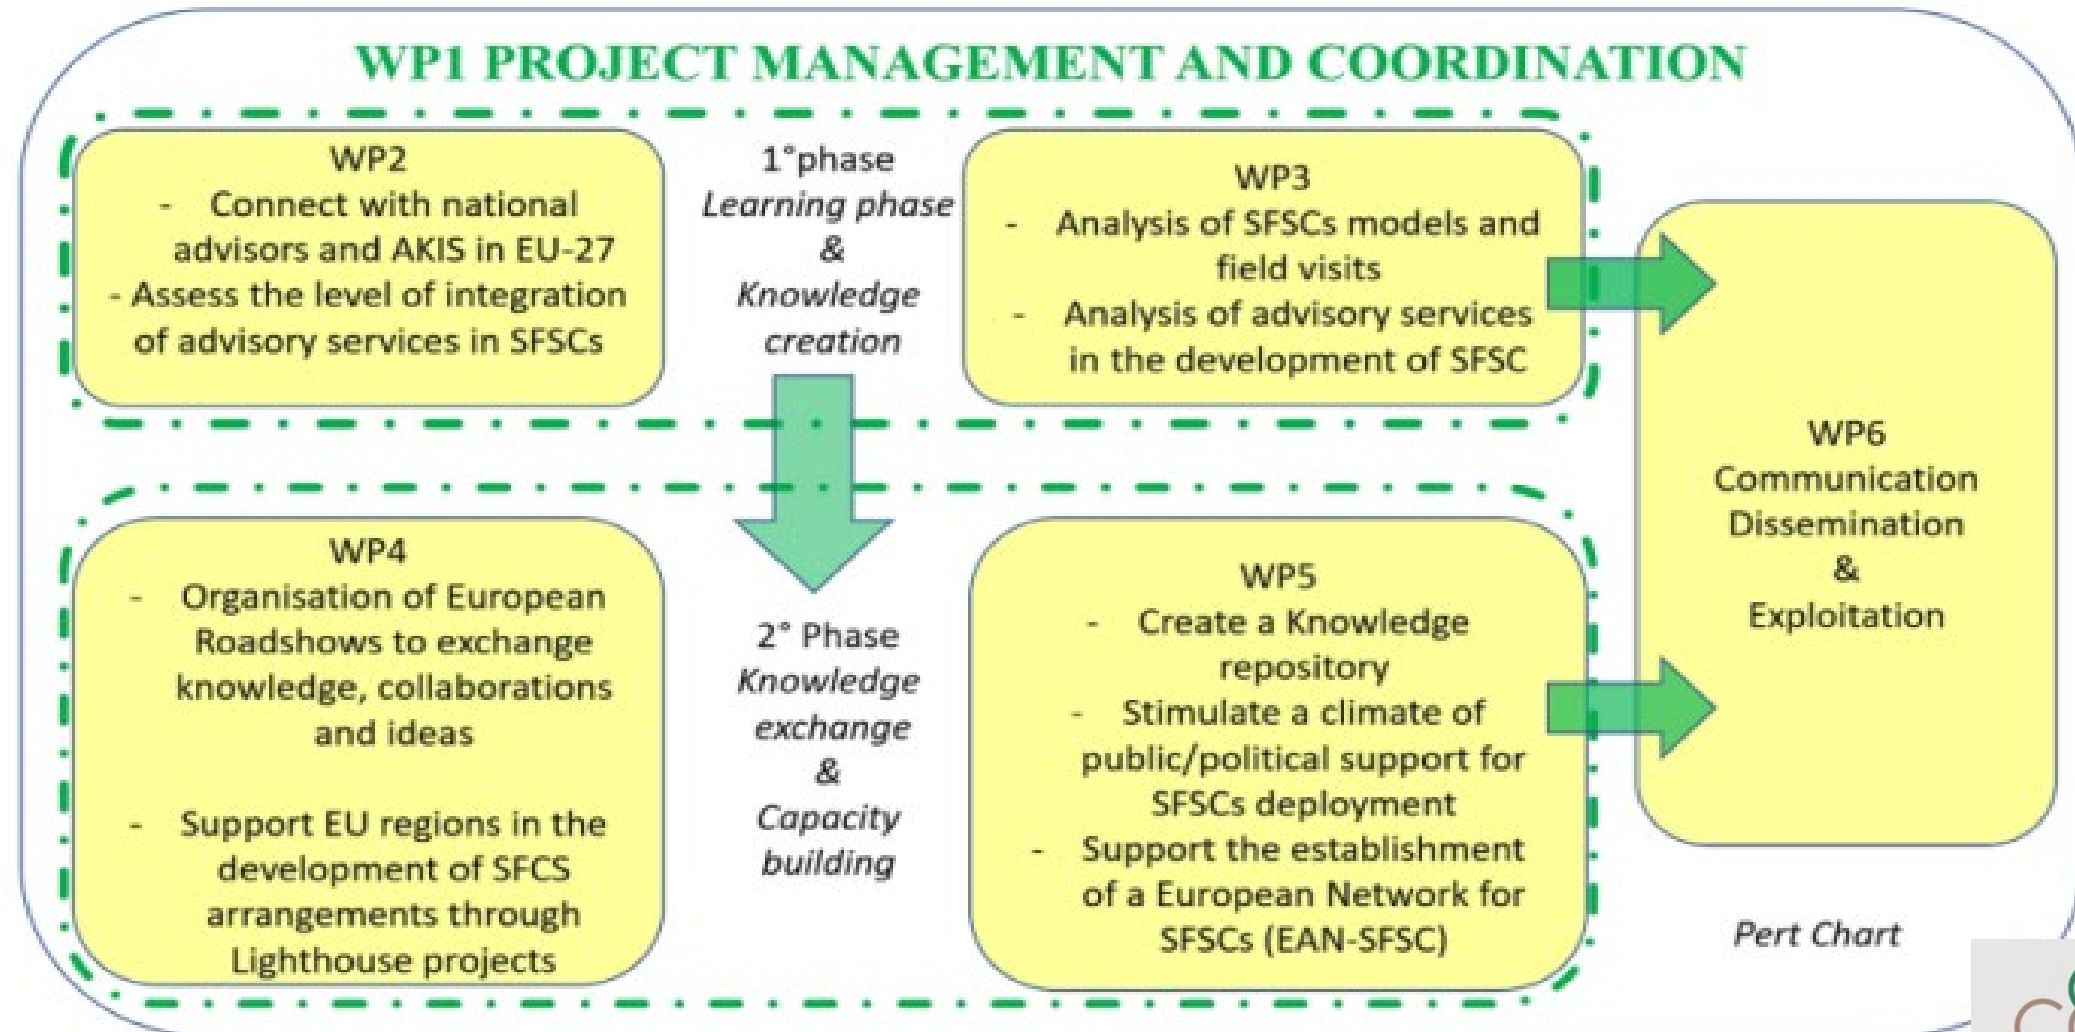 WP1 PROJECT MANAGEMENT AND COORDINATION
WP2
- Connect with national
advisors and AKIS in EU-27
- Assess the level of integration
of advisory services in SFSCs
1°phase
Learning phase
&
Knowledge
creation
WP3
- Analysis of SFSCs models and
field visits
- Analysis of advisory services
in the development of SFSC
WP4
- Organisation of European
Roadshows to exchange
knowledge, collaborations
and ideas
- Support EU regions in the
development of SFCS
arrangements through
Lighthouse projects
2° Phase
Knowledge
exchange
&
Capacity
building
WP5
- Create a Knowledge
repository
- Stimulate a climate of
public/political support for
SFSCs deployment
- Support the establishment
of a European Network for
SFSCs (EAN-SFSC)
WP6
Communication
Dissemination
&
Exploitation
Pert Chart